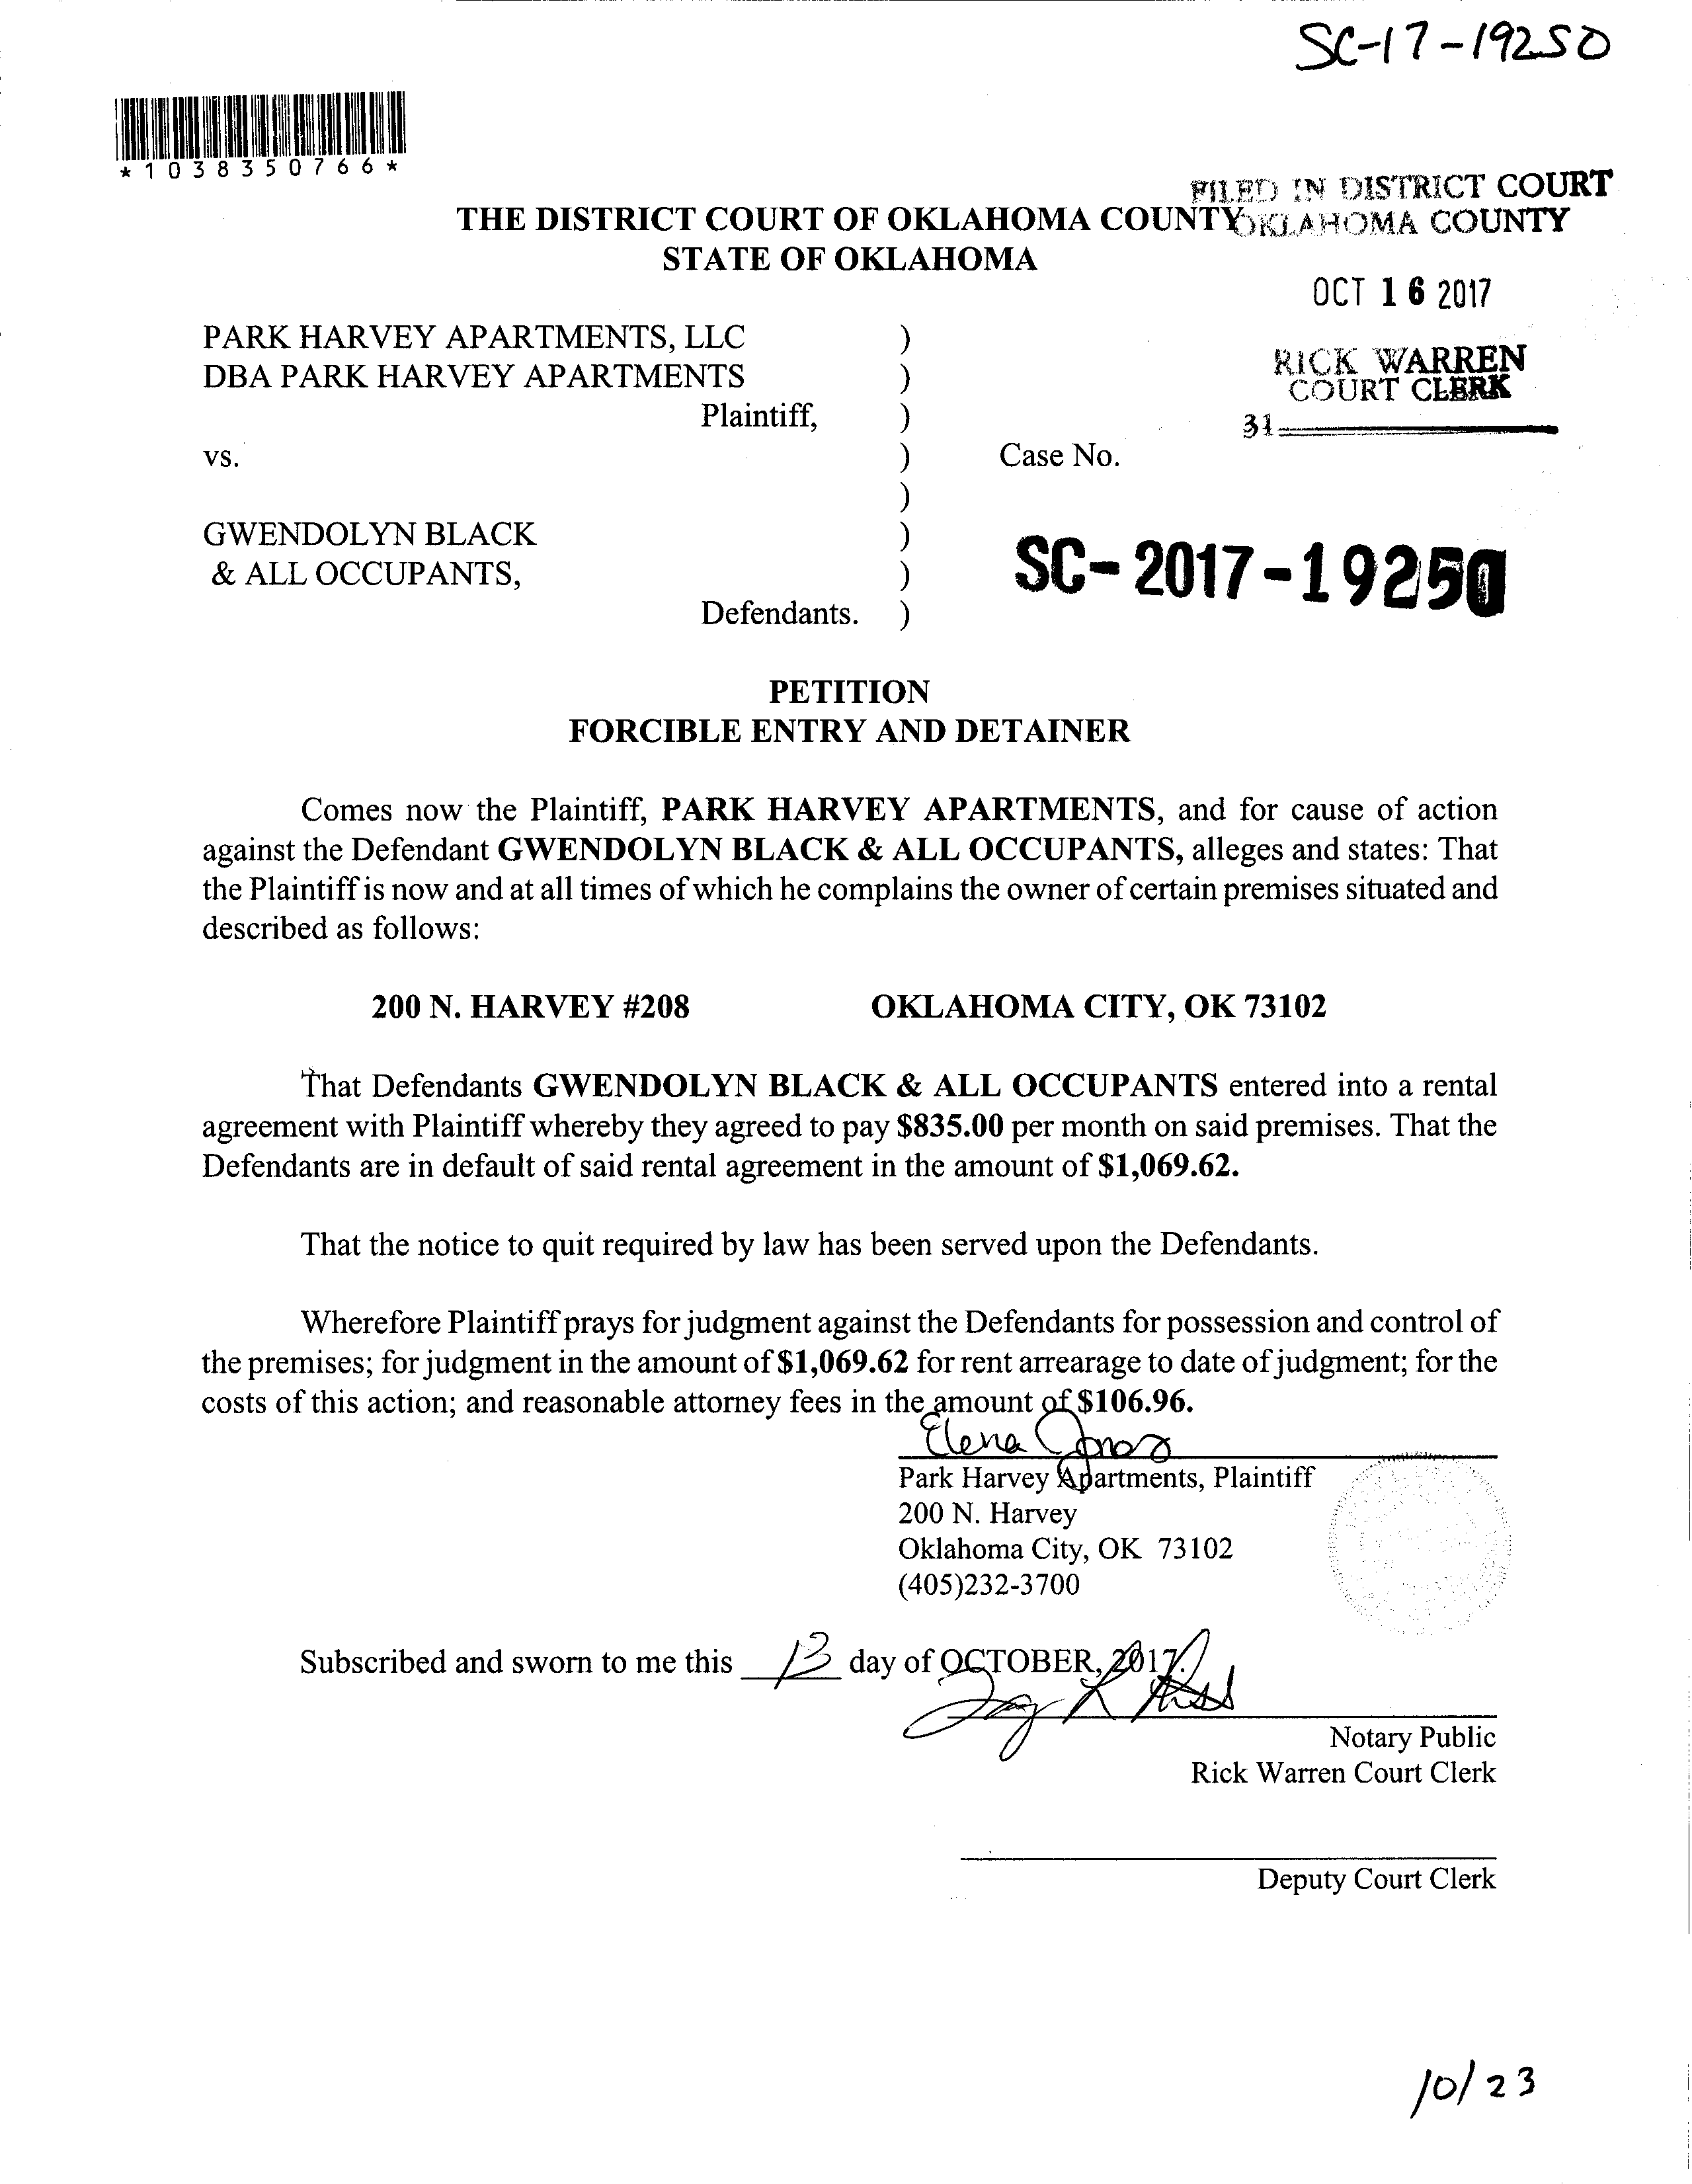 SC-17-19250
*1038350766*
FILED IN DISTRICT COURT
OKLAHOMA COUNTY
THE DISTRICT COURT OF OKLAHOMA COUNTY
STATE OF OKLAHOMA
OCT 16 2017
RICK WARREN
COURT CLERK
31
PARK HARVEY APARTMENTS, LLC )
DBA PARK HARVEY APARTMENTS )
Plaintiff, )
vs. ) Case No.
)
GWENDOLYN BLACK )
& ALL OCCUPANTS, ) SC-2017-19250
Defendants. )
PETITION
FORCIBLE ENTRY AND DETAINER
Comes now the Plaintiff, PARK HARVEY APARTMENTS, and for cause of action
against the Defendant GWENDOLYN BLACK & ALL OCCUPANTS, alleges and states: That
the Plaintiff is now and at all times of which he complains the owner of certain premises situated and
described as follows:
200 N. HARVEY #208 OKLAHOMA CITY, OK 73102
That Defendants GWENDOLYN BLACK & ALL OCCUPANTS entered into a rental
agreement with Plaintiff whereby they agreed to pay $835.00 per month on said premises. That the
Defendants are in default of said rental agreement in the amount of $1,069.62.
That the notice to quit required by law has been served upon the Defendants.
Wherefore Plaintiff prays for judgment against the Defendants for possession and control of
the premises; for judgment in the amount of $1,069.62 for rent arrearage to date of judgment; for the
costs of this action; and reasonable attorney fees in the amount of $106.96.
Elena Jones
Park Harvey Apartments, Plaintiff
200 N. Harvey
Oklahoma City, OK 73102
(405)232-3700
Subscribed and sworn to me this 13 day of OCTOBER, 2017.
Notary Public
Rick Warren Court Clerk
Deputy Court Clerk
10/23